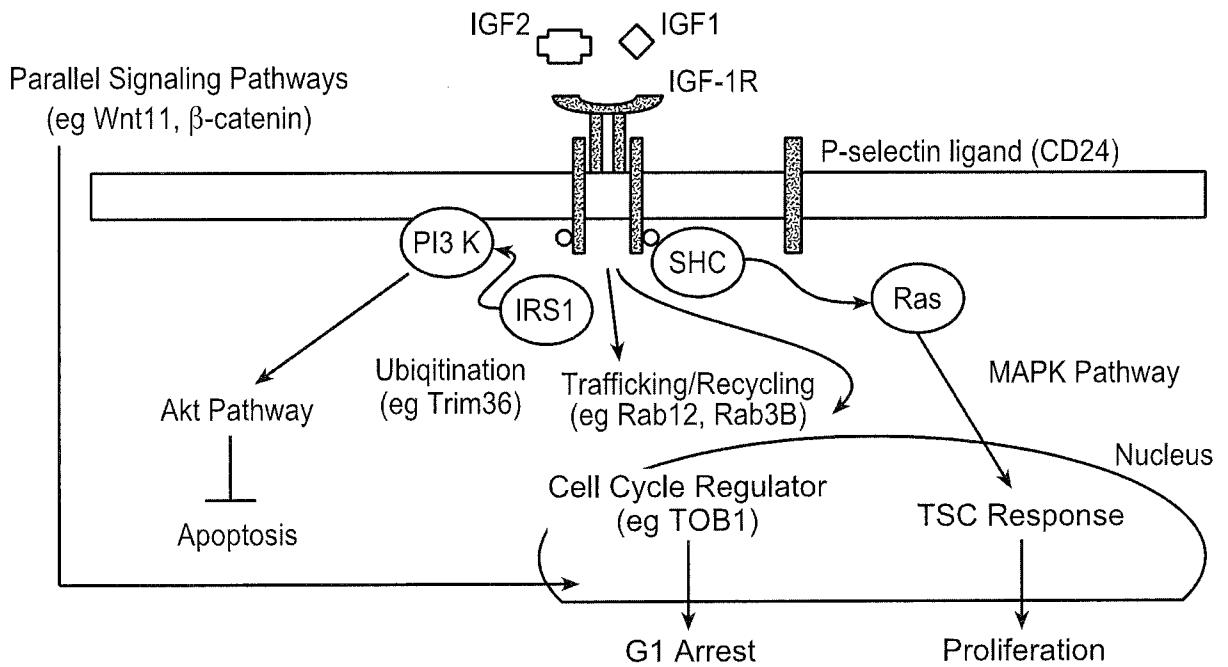 IGF2
IGF1
Parallel Signaling Pathways
(eg Wnt11, β-catenin)
IGF-1R
P-selectin ligand (CD24)
PI3 K
SHC
IRS1
Ras
Ubiqitination
(eg Trim36)
Trafficking/Recycling
(eg Rab12, Rab3B)
MAPK Pathway
Akt Pathway
Nucleus
Cell Cycle Regulator
(eg TOB1)
TSC Response
Apoptosis
G1 Arrest
Proliferation